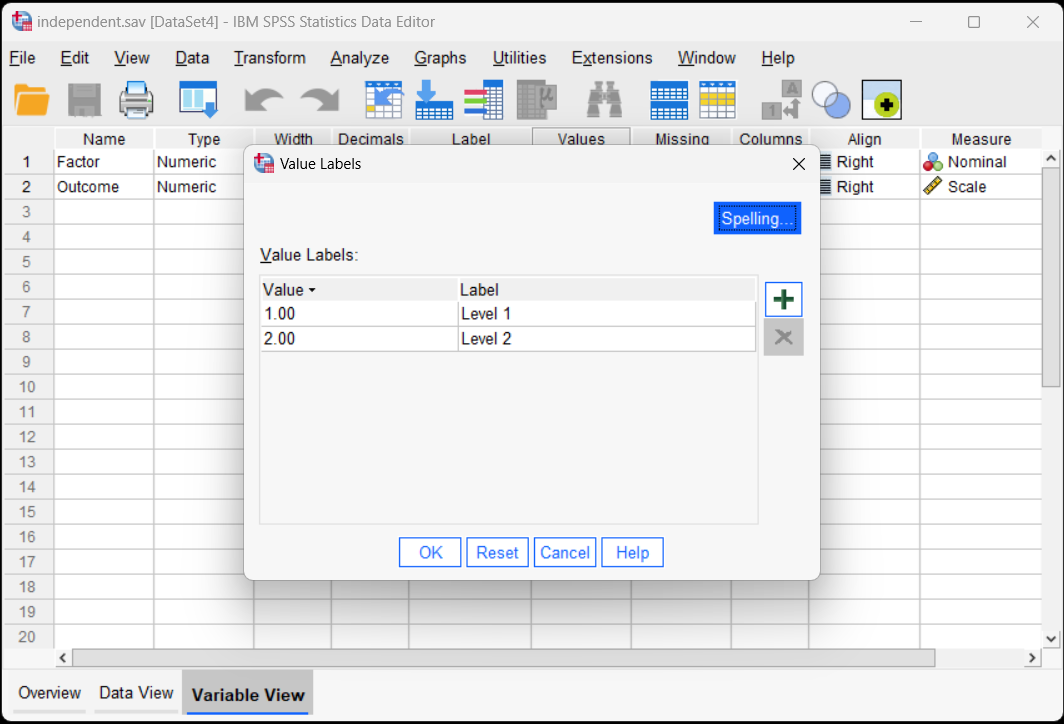 independent.sav [DataSet4] - IBM SPSS Statistics Data Editor
File Edit View Data Transform Analyze Graphs Utilities Extensions Window Help
Name Type Width Decimals Label Values Missing Columns Align Measure
1 Factor Numeric Right Nominal
2 Outcome Numeric Right Scale
3
4
5
6
7
8
9
10
11
12
13
14
15
16
17
18
19
20
Value Labels
Spelling...
Value Labels:
Value Label
1.00 Level 1
2.00 Level 2
OK Reset Cancel Help
Overview Data View Variable View